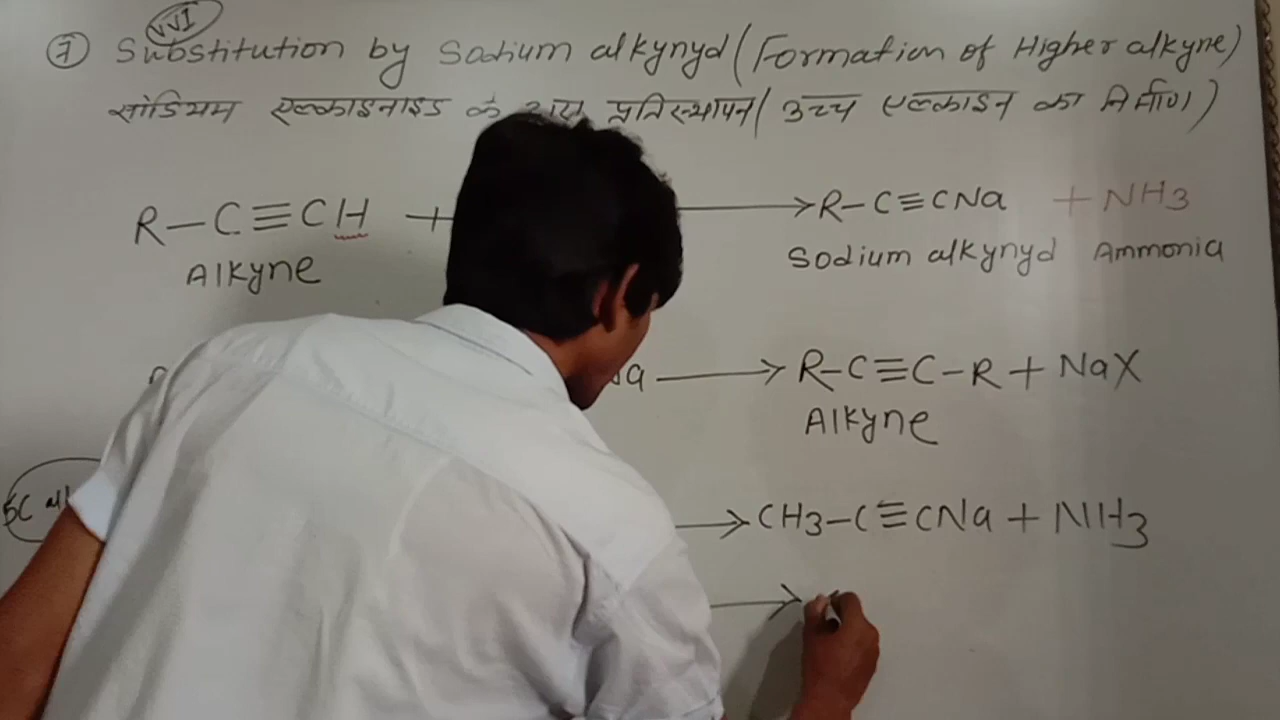 VVI
⑦ Substitution by Sodium alkynyd (Formation of Higher alkyne)
सोडियम एल्काइनाइड के द्वारा प्रतिस्थापन (उच्च एल्काइन का निर्माण)
R-C≡CH + → R-C≡CNa + NH3
Alkyne Sodium alkynyd Ammonia
→ R-C≡C-R + NaX
Alkyne
5C
→ CH3-C≡CNa + NH3
→